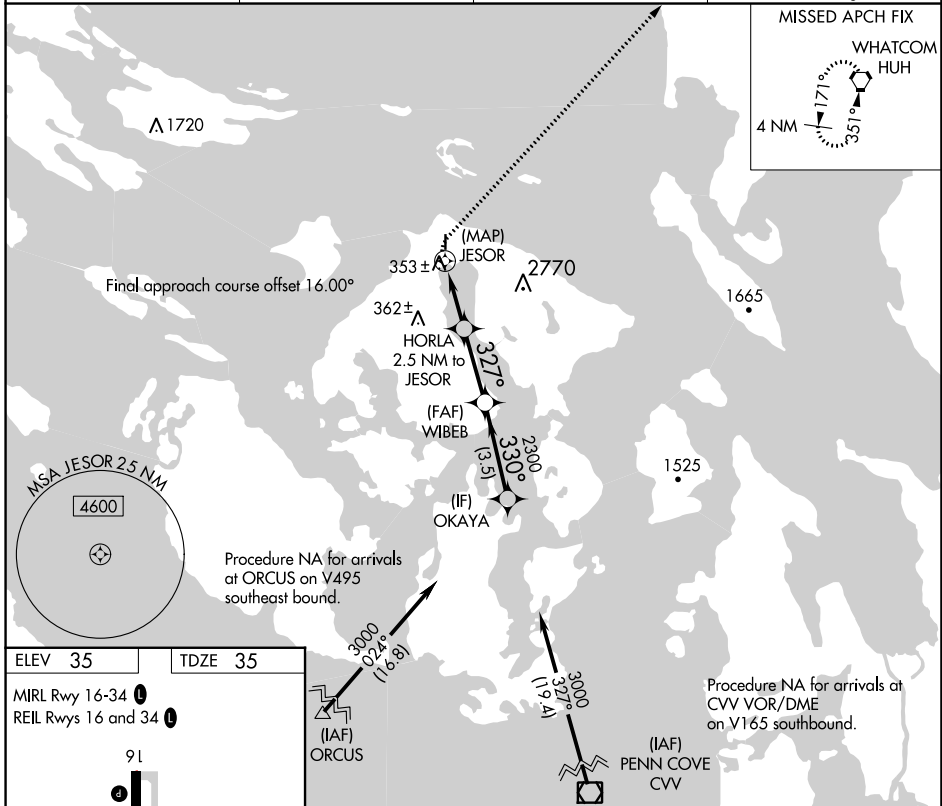 MISSED APCH FIX
WHATCOM
HUH
171°
351°
4 NM
1720
(MAP)
JESOR
353 ±
2770
Final approach course offset 16.00°
1665
362 ±
HORLA
2.5 NM to
JESOR
327°
(FAF)
WIBEB
2300
330°
(3.5)
1525
MSA JESOR 25 NM
4600
(IF)
OKAYA
Procedure NA for arrivals
at ORCUS on V495
southeast bound.
3000
024°
(16.8)
3000
327°
(19.4)
ELEV 35
TDZE 35
MIRL Rwy 16-34 L
REIL Rwys 16 and 34 L
16
P
(IAF)
ORCUS
(IAF)
PENN COVE
CVV
Procedure NA for arrivals at
CVV VOR/DME
on V165 southbound.